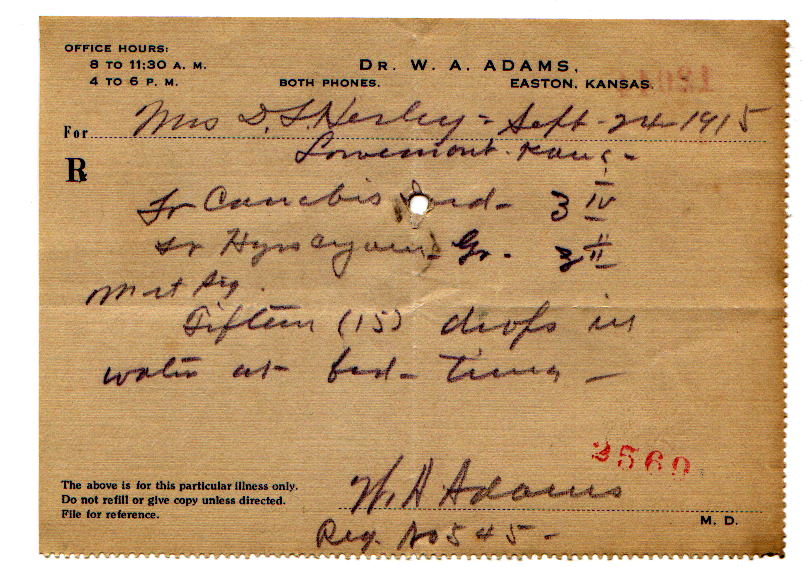 OFFICE HOURS:
8 TO 11:30 A. M.
4 TO 6 P. M.
DR. W. A. ADAMS,
BOTH PHONES.
EASTON, KANSAS.
For Mrs D. S. Herley - Sept - 24 - 1915
Lowemont - Kans -
℞
Tr Cannabis Ind - ʒ IV
Tr Hyoscyami - Gr - ʒ II
M et Sig.
Fifteen (15) drops in
water at bed - time -
2560
The above is for this particular illness only.
Do not refill or give copy unless directed.
File for reference.
W. A Adams
M. D.
Reg. No 545 -